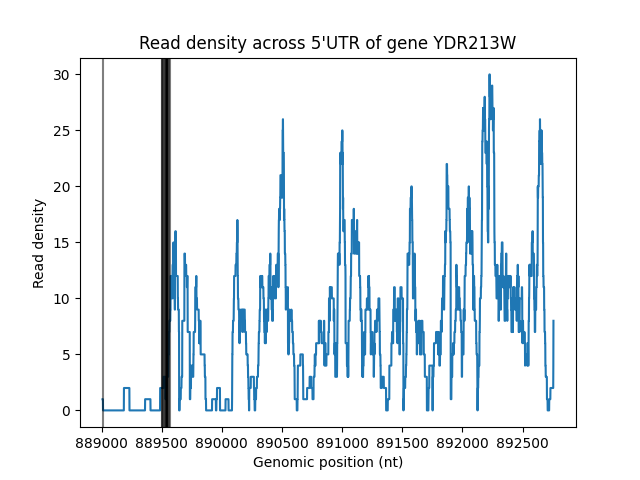 Read density across 5'UTR of gene YDR213W
30
25
20
15
10
5
0
Read density
889000 889500 890000 890500 891000 891500 892000 892500
Genomic position (nt)